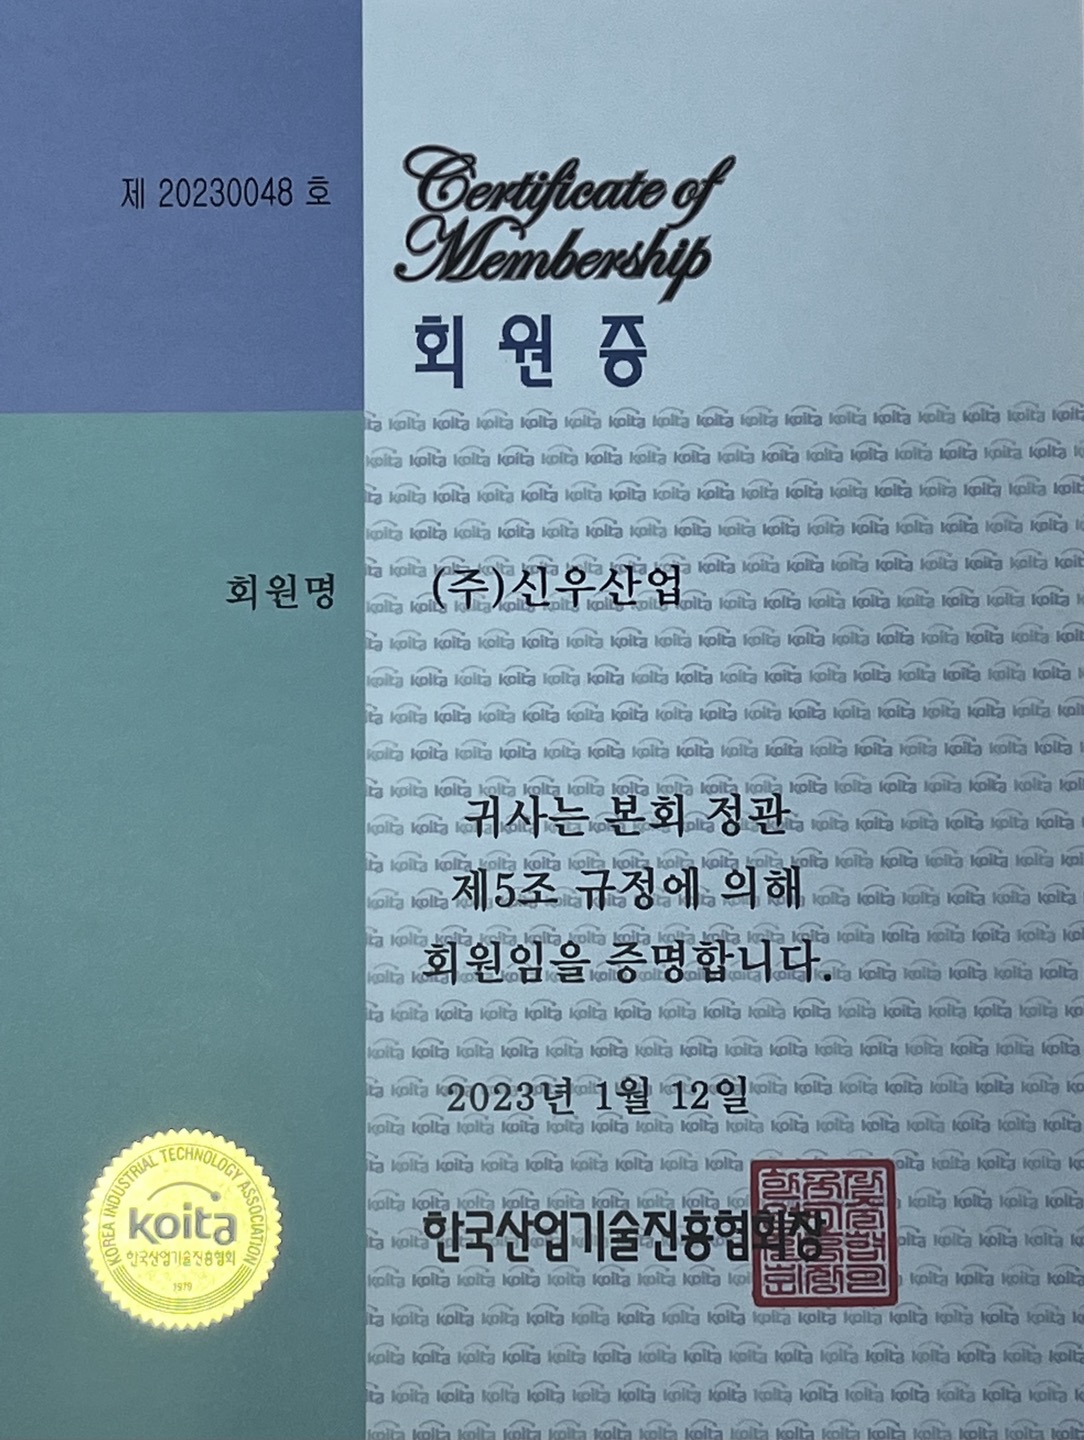 제 20230048 호
Certificate of
Membership
회원증
회원명
(주)신우산업
귀사는 본회 정관
제5조 규정에 의해
회원임을 증명합니다.
2023년 1월 12일
한국산업기술진흥협회장
KOREA INDUSTRIAL TECHNOLOGY ASSOCIATION
koita
한국산업기술진흥협회
1979